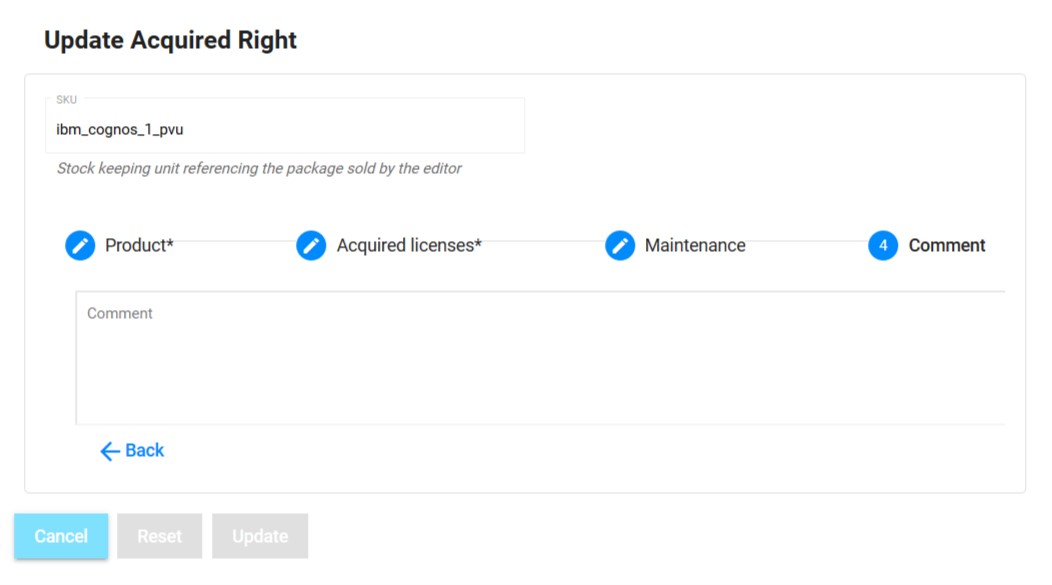 Update Acquired Right
SKU
ibm_cognos_1_pvu
Stock keeping unit referencing the package sold by the editor
Product*
Acquired licenses*
Maintenance
4 Comment
Comment
Back
Cancel
Reset
Update